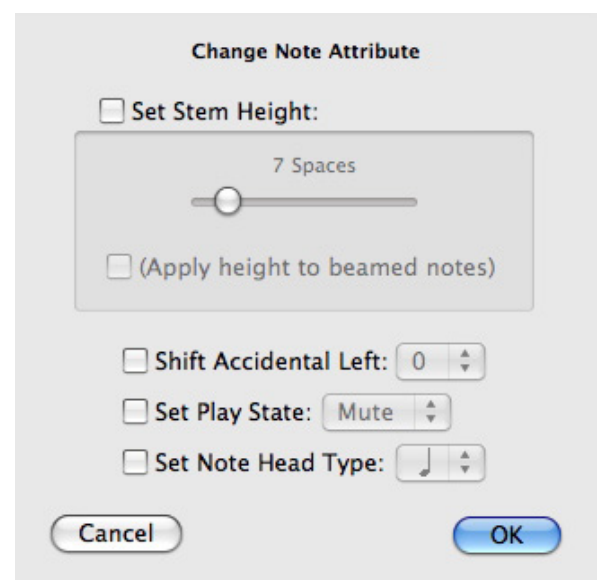 Change Note Attribute
Set Stem Height:
7 Spaces
(Apply height to beamed notes)
Shift Accidental Left: 0
Set Play State: Mute
Set Note Head Type:
Cancel OK